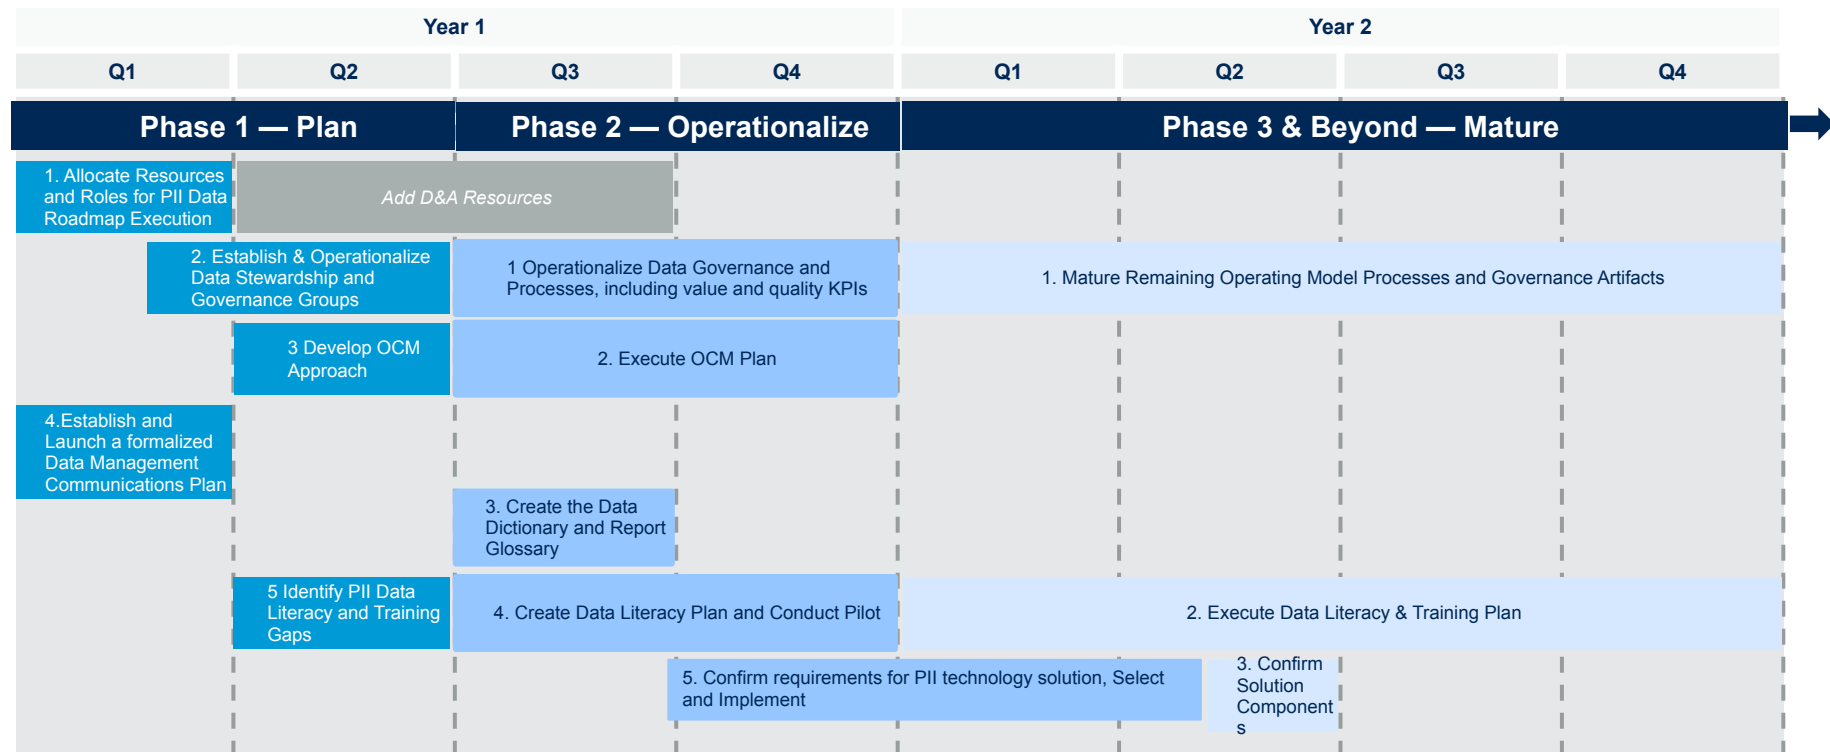 Year 1
Year 2
Q1
Q2
Q3
Q4
Q1
Q2
Q3
Q4
Phase 1 — Plan
Phase 2 — Operationalize
Phase 3 & Beyond — Mature
1. Allocate Resources
and Roles for PII Data
Roadmap Execution
Add D&A Resources
2. Establish & Operationalize
Data Stewardship and
Governance Groups
1 Operationalize Data Governance and
Processes, including value and quality KPIs
1. Mature Remaining Operating Model Processes and Governance Artifacts
3 Develop OCM
Approach
2. Execute OCM Plan
4.Establish and
Launch a formalized
Data Management
Communications Plan
3. Create the Data
Dictionary and Report
Glossary
5 Identify PII Data
Literacy and Training
Gaps
4. Create Data Literacy Plan and Conduct Pilot
2. Execute Data Literacy & Training Plan
5. Confirm requirements for PII technology solution, Select
and Implement
3. Confirm
Solution
Component
s